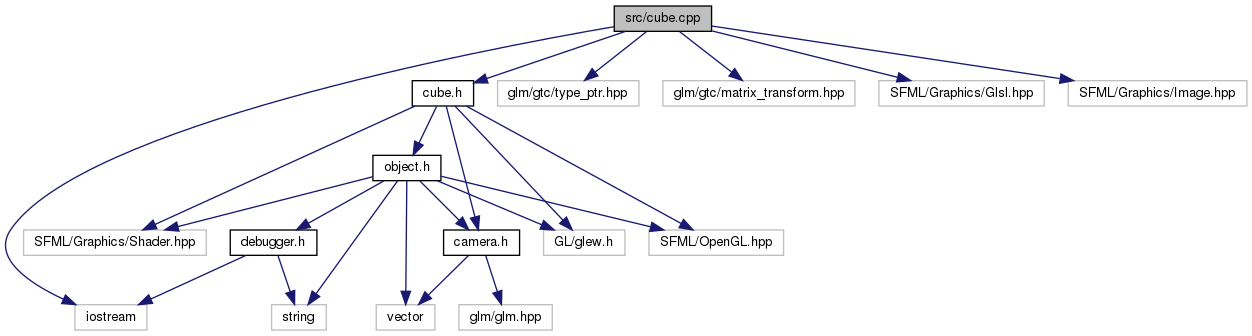 src/cube.cpp
cube.h
glm/gtc/type_ptr.hpp
glm/gtc/matrix_transform.hpp
SFML/Graphics/Glsl.hpp
SFML/Graphics/Image.hpp
object.h
SFML/Graphics/Shader.hpp
debugger.h
camera.h
GL/glew.h
SFML/OpenGL.hpp
iostream
string
vector
glm/glm.hpp